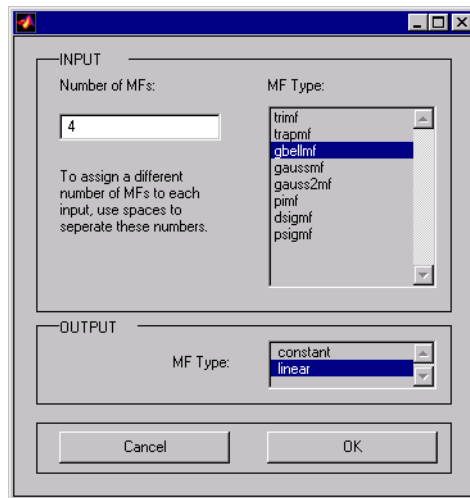 INPUT
Number of MFs:
4
To assign a different
number of MFs to each
input, use spaces to
seperate these numbers.
MF Type:
trimf
trapmf
gbellmf
gaussmf
gauss2mf
pimf
dsigmf
psigmf
OUTPUT
MF Type:
constant
linear
Cancel
OK